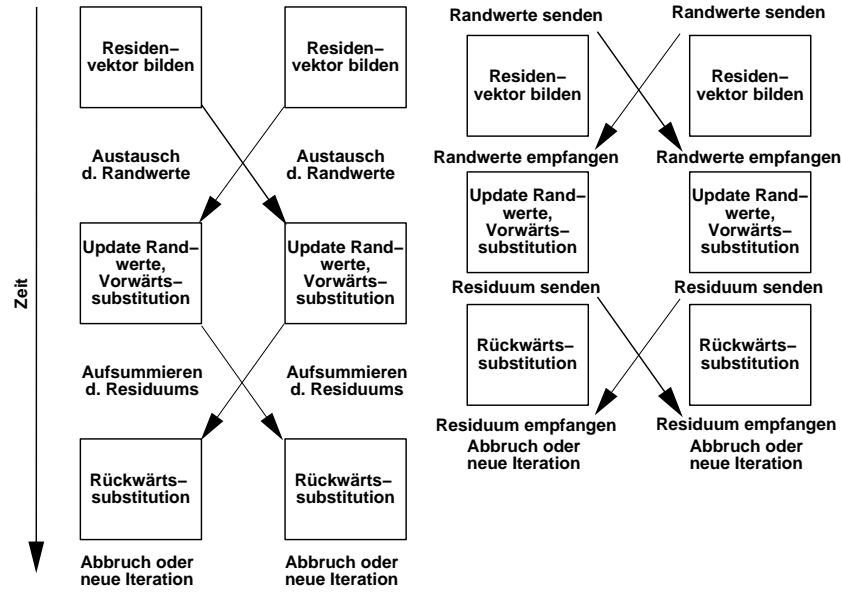 Zeit
Residen−
vektor bilden
Residen−
vektor bilden
Austausch
d. Randwerte
Austausch
d. Randwerte
Update Rand−
werte,
Vorwärts−
substitution
Update Rand−
werte,
Vorwärts−
substitution
Aufsummieren
d. Residuums
Aufsummieren
d. Residuums
Rückwärts−
substitution
Rückwärts−
substitution
Abbruch oder
neue Iteration
Abbruch oder
neue Iteration
Randwerte senden
Randwerte senden
Residen−
vektor bilden
Residen−
vektor bilden
Randwerte empfangen
Randwerte empfangen
Update Rand−
werte,
Vorwärts−
substitution
Update Rand−
werte,
Vorwärts−
substitution
Residuum senden
Residuum senden
Rückwärts−
substitution
Rückwärts−
substitution
Residuum empfangen
Residuum empfangen
Abbruch oder
neue Iteration
Abbruch oder
neue Iteration